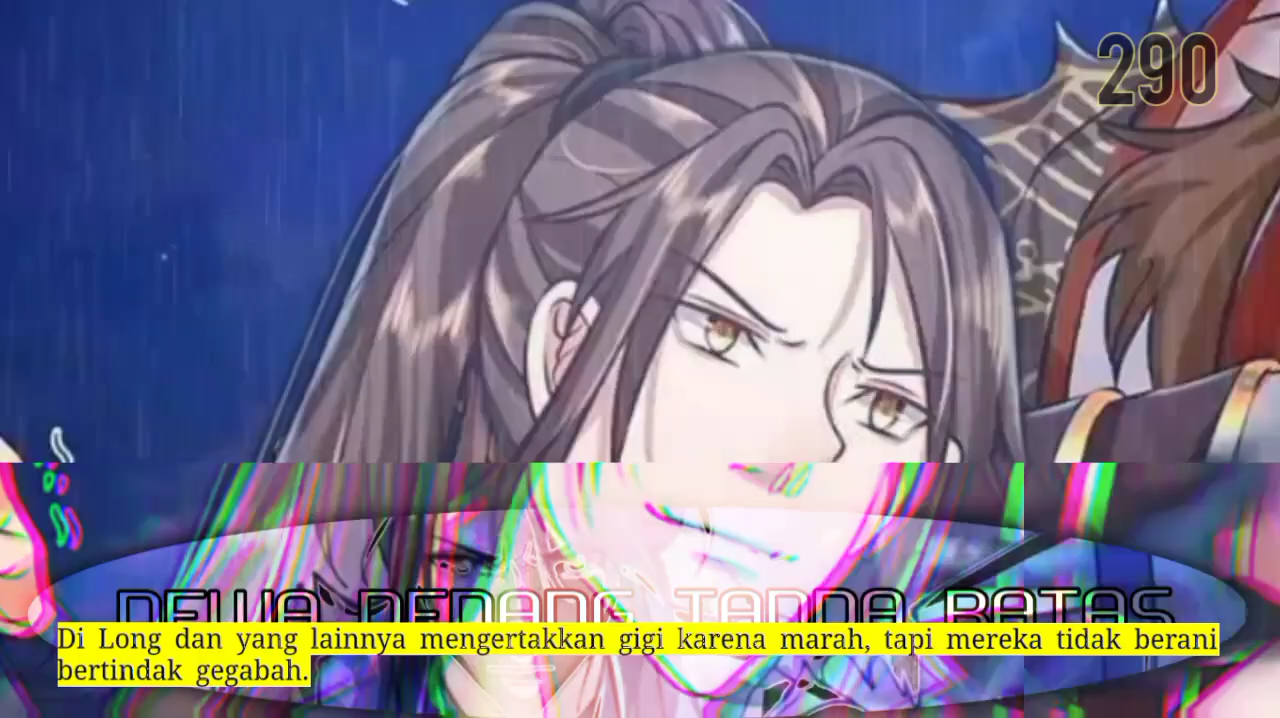 290
DEWA PEDANG TANPA BATAS
Di Long dan yang lainnya mengertakkan gigi karena marah, tapi mereka tidak berani
bertindak gegabah.